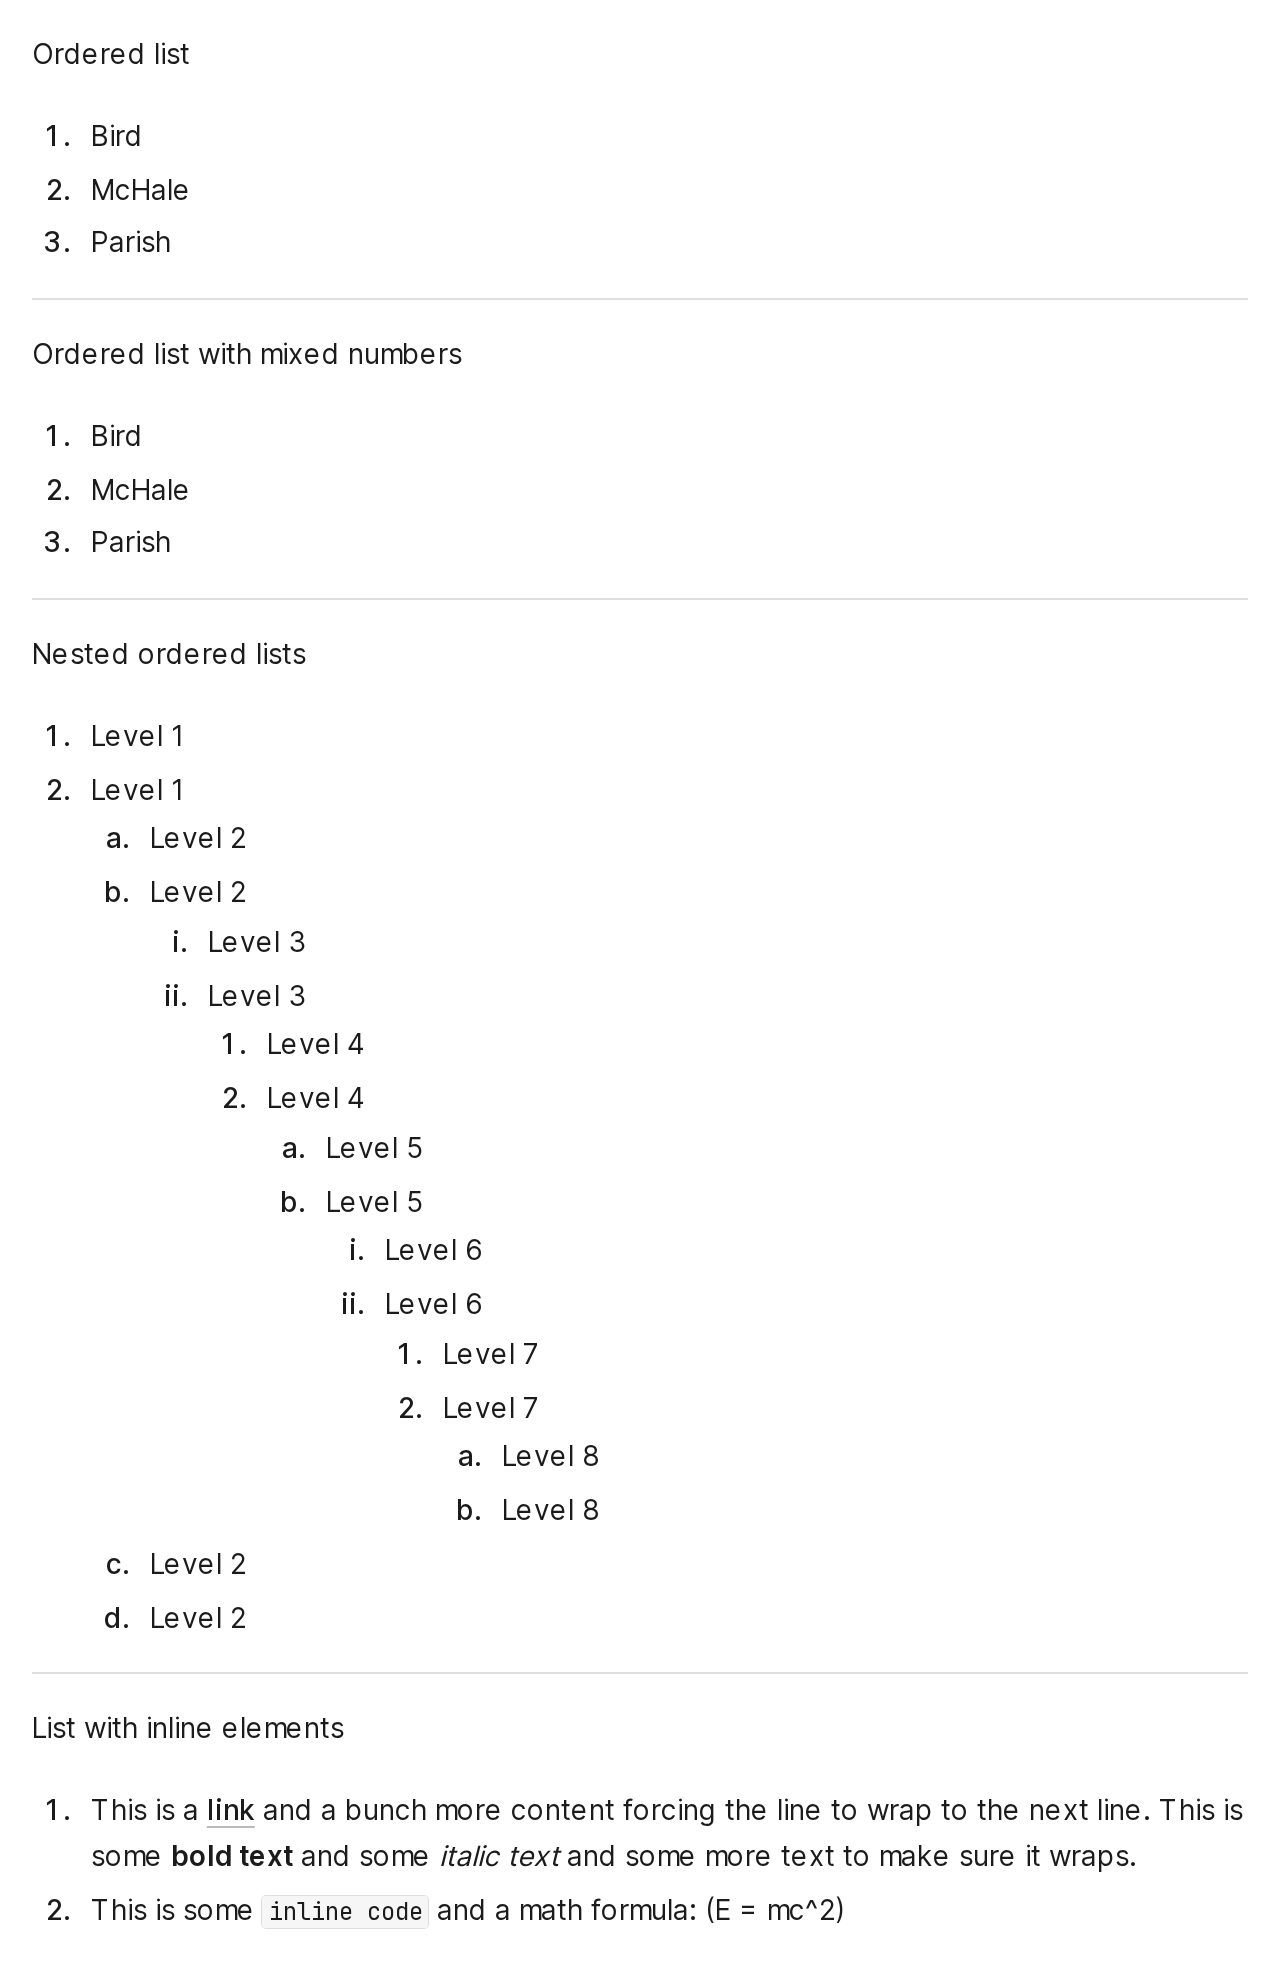 Ordered list
1. Bird
2. McHale
3. Parish
Ordered list with mixed numbers
1. Bird
2. McHale
3. Parish
Nested ordered lists
1. Level 1
2. Level 1
a. Level 2
b. Level 2
i. Level 3
ii. Level 3
1. Level 4
2. Level 4
a. Level 5
b. Level 5
i. Level 6
ii. Level 6
1. Level 7
2. Level 7
a. Level 8
b. Level 8
c. Level 2
d. Level 2
List with inline elements
1. This is a link and a bunch more content forcing the line to wrap to the next line. This is
some bold text and some italic text and some more text to make sure it wraps.
2. This is some inline code and a math formula: (E = mc^2)